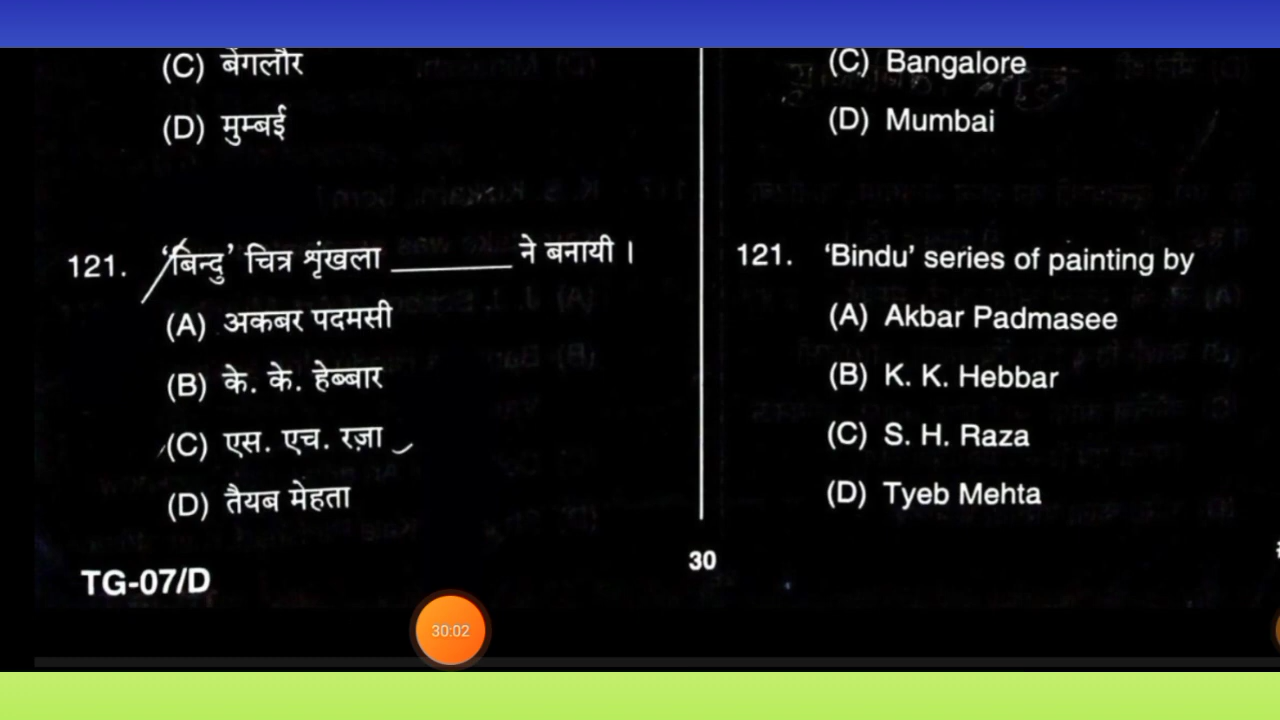 (C) बेंगलौर
(D) मुम्बई
121. 'बिन्दु' चित्र शृंखला ________ ने बनायी ।
(A) अकबर पदमसी
(B) के. के. हेब्बार
(C) एस. एच. रज़ा
(D) तैयब मेहता
TG-07/D
(C) Bangalore
(D) Mumbai
121. 'Bindu' series of painting by
(A) Akbar Padmasee
(B) K. K. Hebbar
(C) S. H. Raza
(D) Tyeb Mehta
30
30:02